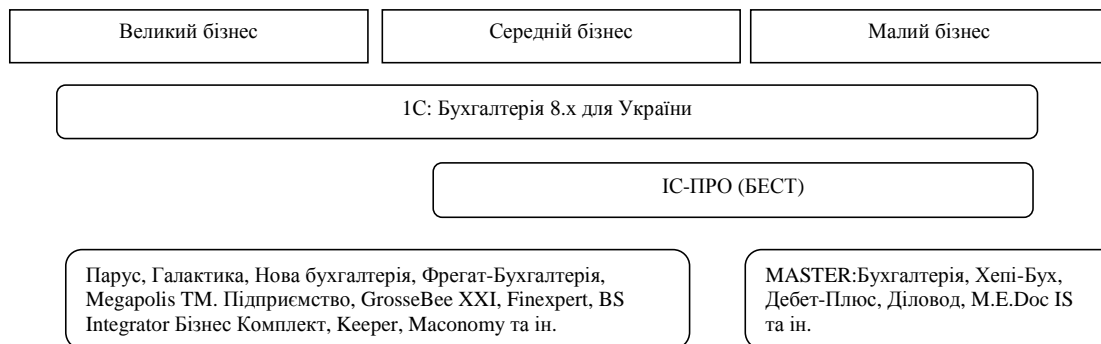 Великий бізнес
Середній бізнес
Малий бізнес
1С: Бухгалтерія 8.x для України
ІС-ПРО (БЕСТ)
Парус, Галактика, Нова бухгалтерія, Фрегат-Бухгалтерія,
Megapolis TM. Підприємство, GrosseBee XXI, Finexpert, BS
Integrator Бізнес Комплект, Keeper, Maconomy та ін.
MASTER:Бухгалтерія, Хепі-Бух,
Дебет-Плюс, Діловод, M.E.Doc IS
та ін.